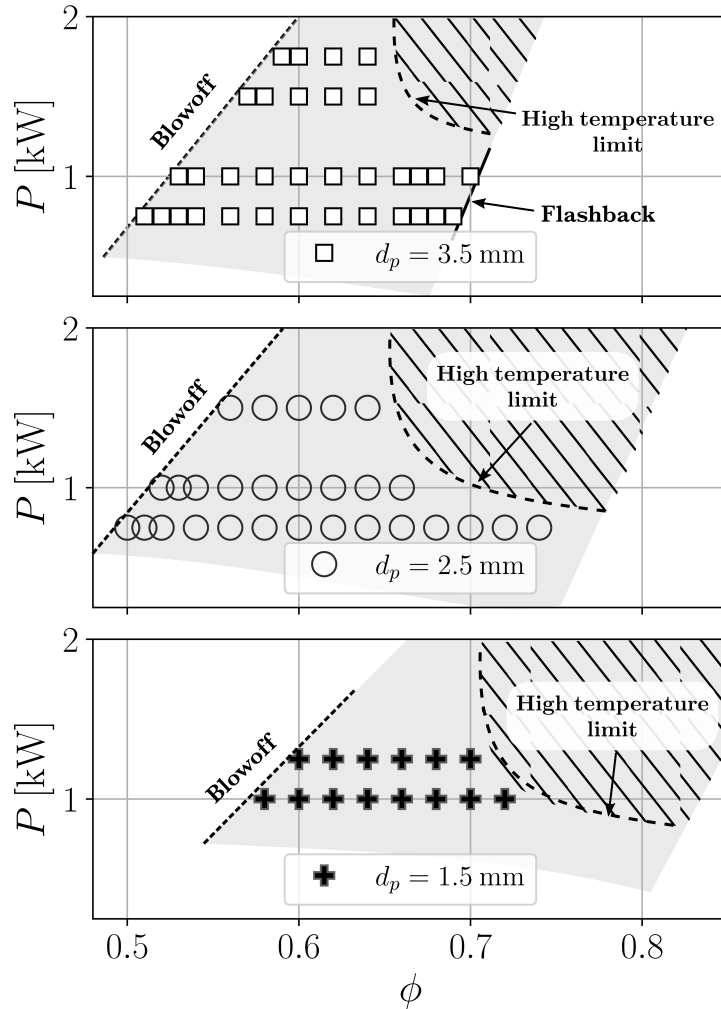 2
Blowoff
High temperature
limit
P [kW]
1
Flashback
d_p = 3.5 mm
2
Blowoff
High temperature
limit
P [kW]
1
d_p = 2.5 mm
2
Blowoff
High temperature
limit
P [kW]
1
d_p = 1.5 mm
0.5 0.6 0.7 0.8
ϕ